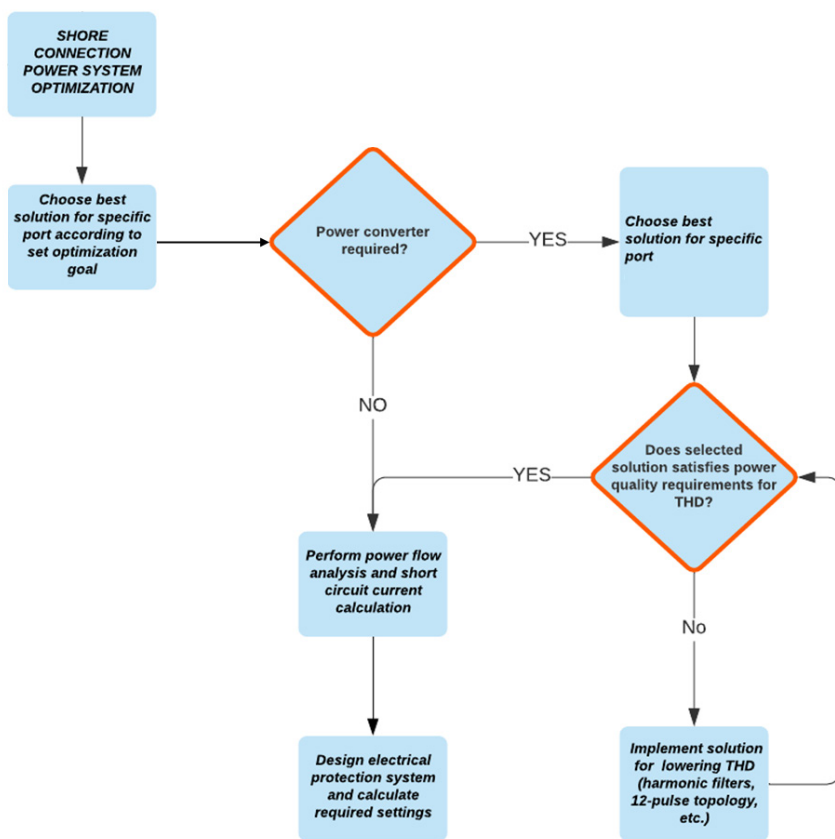 SHORE
CONNECTION
POWER SYSTEM
OPTIMIZATION
Choose best
solution for specific
port according to
set optimization
goal
Power converter
required?
YES
Choose best
solution for specific
port
NO
Does selected
solution satisfies power
quality requirements for
THD?
YES
Perform power flow
analysis and short
circuit current
calculation
No
Design electrical
protection system
and calculate
required settings
Implement solution
for lowering THD
(harmonic filters,
12-pulse topology,
etc.)